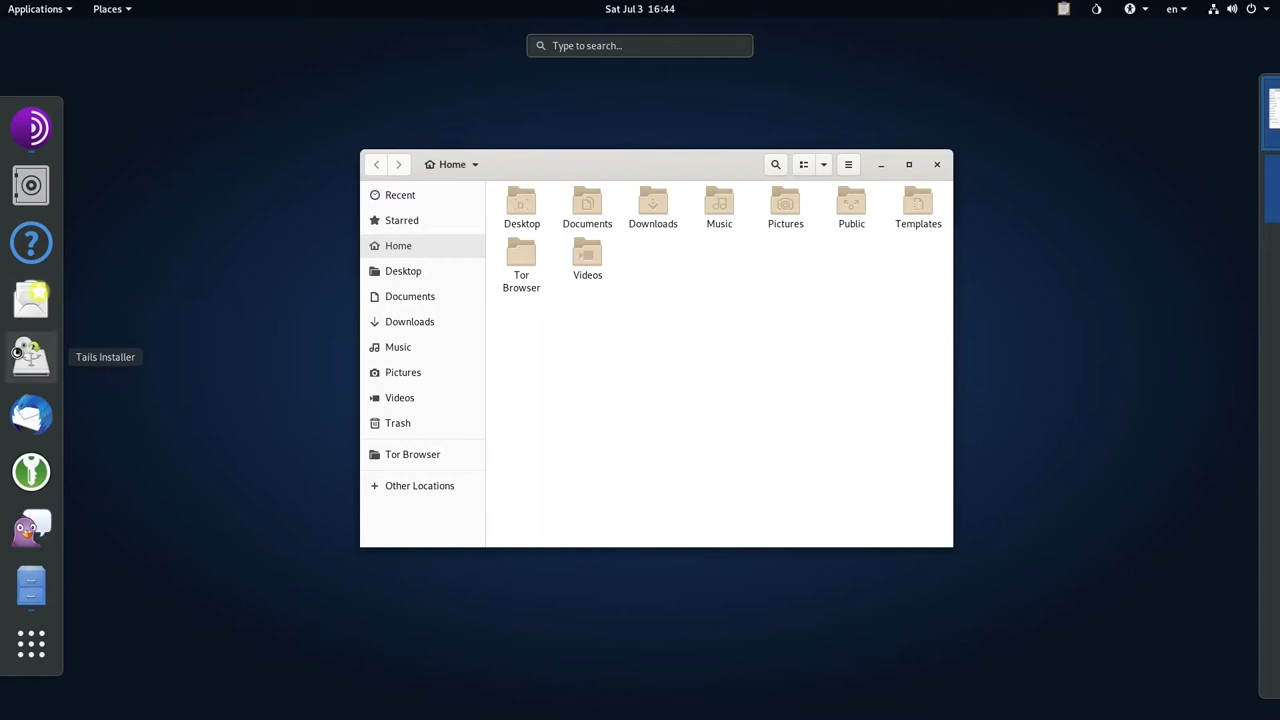 Applications Places Sat Jul 3 16:44 en
Type to search...
Home
Recent
Starred
Home
Desktop
Documents
Downloads
Music
Pictures
Videos
Trash
Tor Browser
Other Locations
Desktop Documents Downloads Music Pictures Public Templates
Tor Browser Videos
Tails Installer